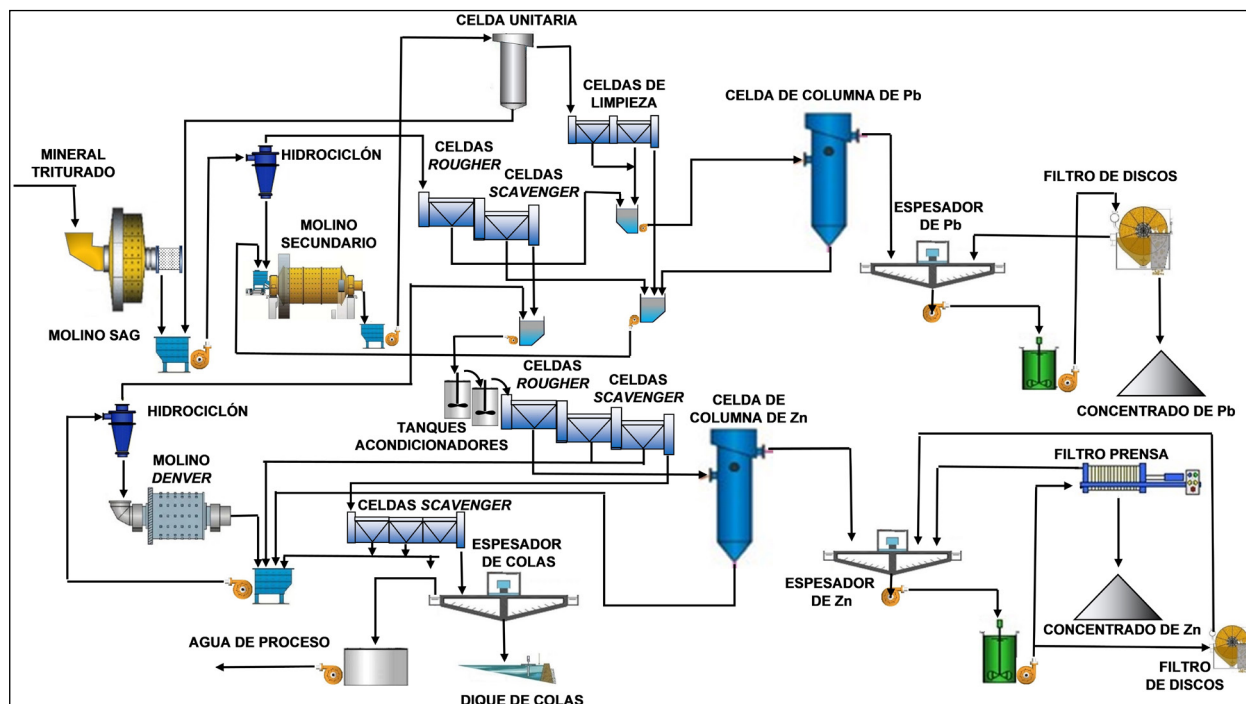 CELDA UNITARIA
CELDAS DE
LIMPIEZA
CELDA DE COLUMNA DE Pb
MINERAL
TRITURADO
HIDROCICLÓN
CELDAS
ROUGHER
CELDAS
SCAVENGER
FILTRO DE DISCOS
ESPESADOR
DE Pb
MOLINO
SECUNDARIO
MOLINO SAG
CELDAS
ROUGHER
CELDAS
SCAVENGER
CELDA DE
COLUMNA DE Zn
CONCENTRADO DE Pb
HIDROCICLÓN
TANQUES
ACONDICIONADORES
FILTRO PRENSA
MOLINO
DENVER
CELDAS SCAVENGER
ESPESADOR
DE COLAS
ESPESADOR
DE Zn
CONCENTRADO DE Zn
AGUA DE PROCESO
FILTRO
DE DISCOS
DIQUE DE COLAS